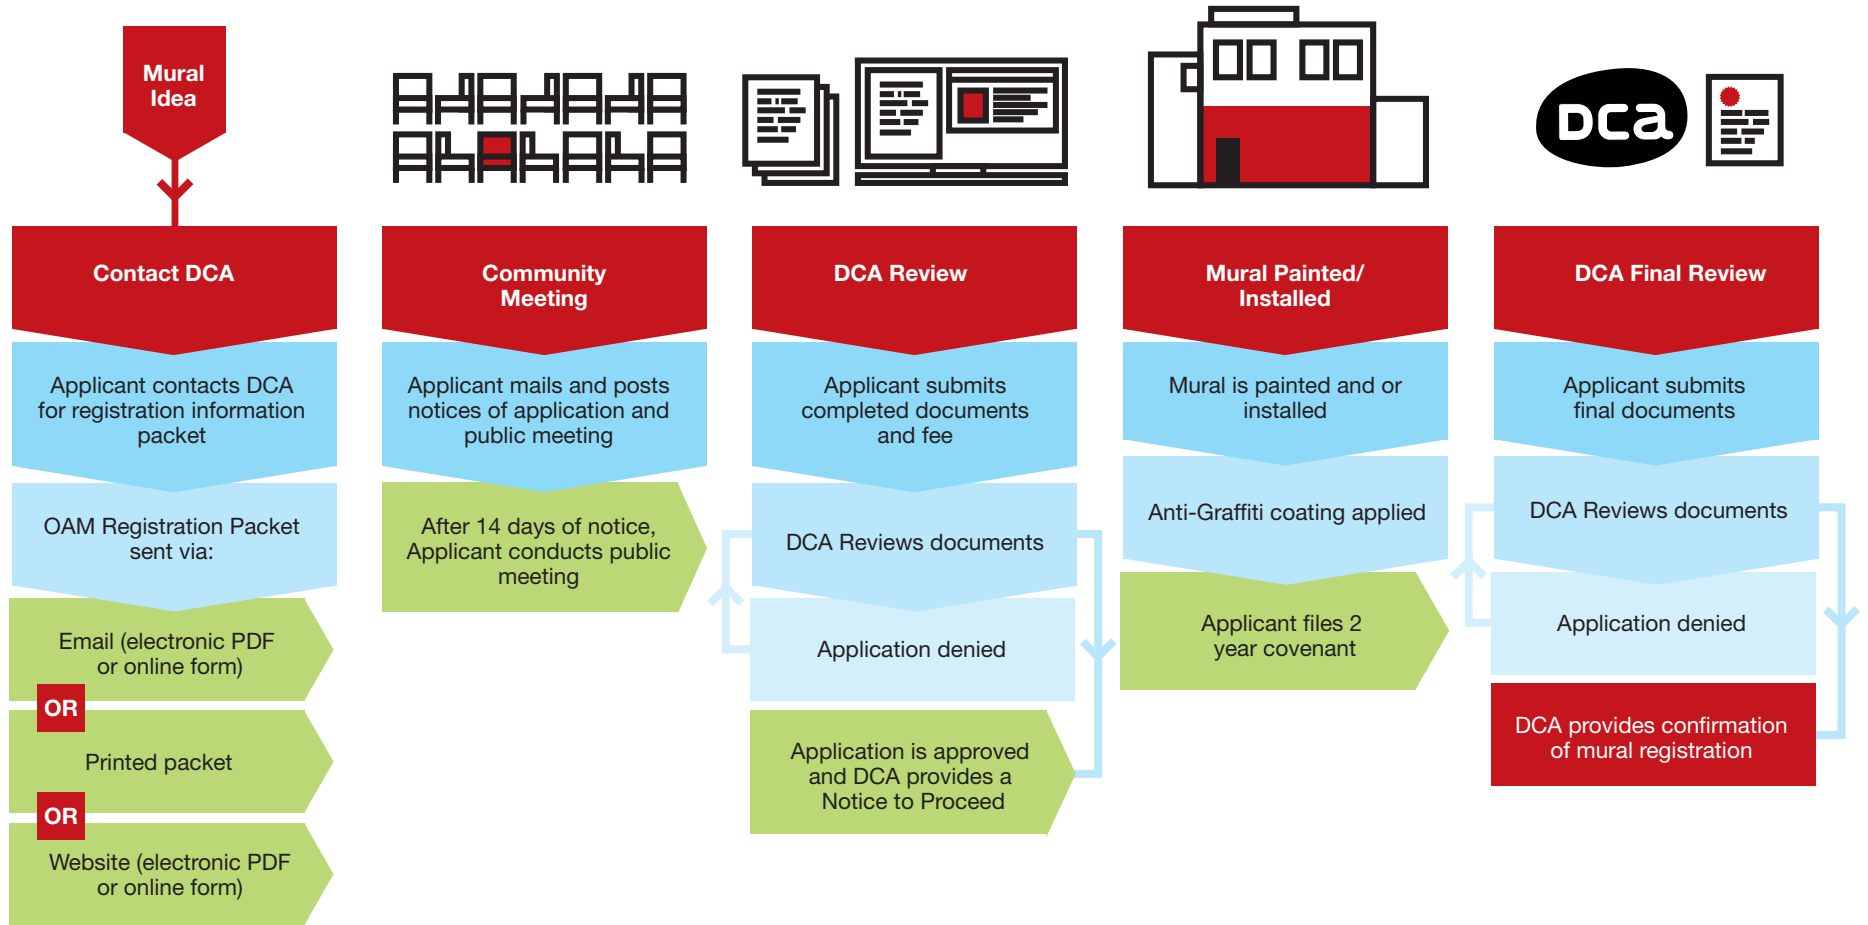 Mural
Idea
Contact DCA
Applicant contacts DCA
for registration information
packet
OAM Registration Packet
sent via:
Email (electronic PDF
or online form)
OR
Printed packet
OR
Website (electronic PDF
or online form)
Community
Meeting
Applicant mails and posts
notices of application and
public meeting
After 14 days of notice,
Applicant conducts public
meeting
DCA Review
Applicant submits
completed documents
and fee
DCA Reviews documents
Application denied
Application is approved
and DCA provides a
Notice to Proceed
Mural Painted/
Installed
Mural is painted and or
installed
Anti-Graffiti coating applied
Applicant files 2
year covenant
DCa
DCA Final Review
Applicant submits
final documents
DCA Reviews documents
Application denied
DCA provides confirmation
of mural registration